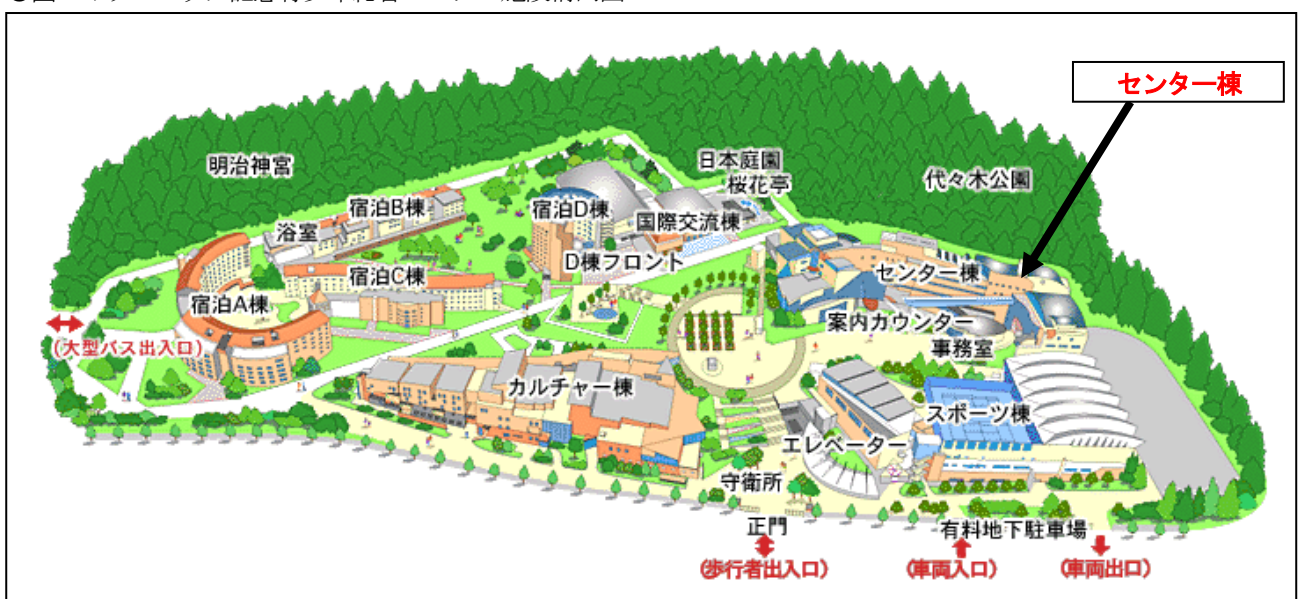 センター棟
明治神宮
日本庭園
桜花亭
代々木公園
宿泊B棟
宿泊D棟
国際交流棟
浴室
D棟フロント
宿泊C棟
センター棟
宿泊A棟
案内カウンター
事務室
(大型バス出入口)
カルチャー棟
スポーツ棟
エレベーター
守衛所
正門
有料地下駐車場
(歩行者出入口)
(車両入口)
(車両出口)